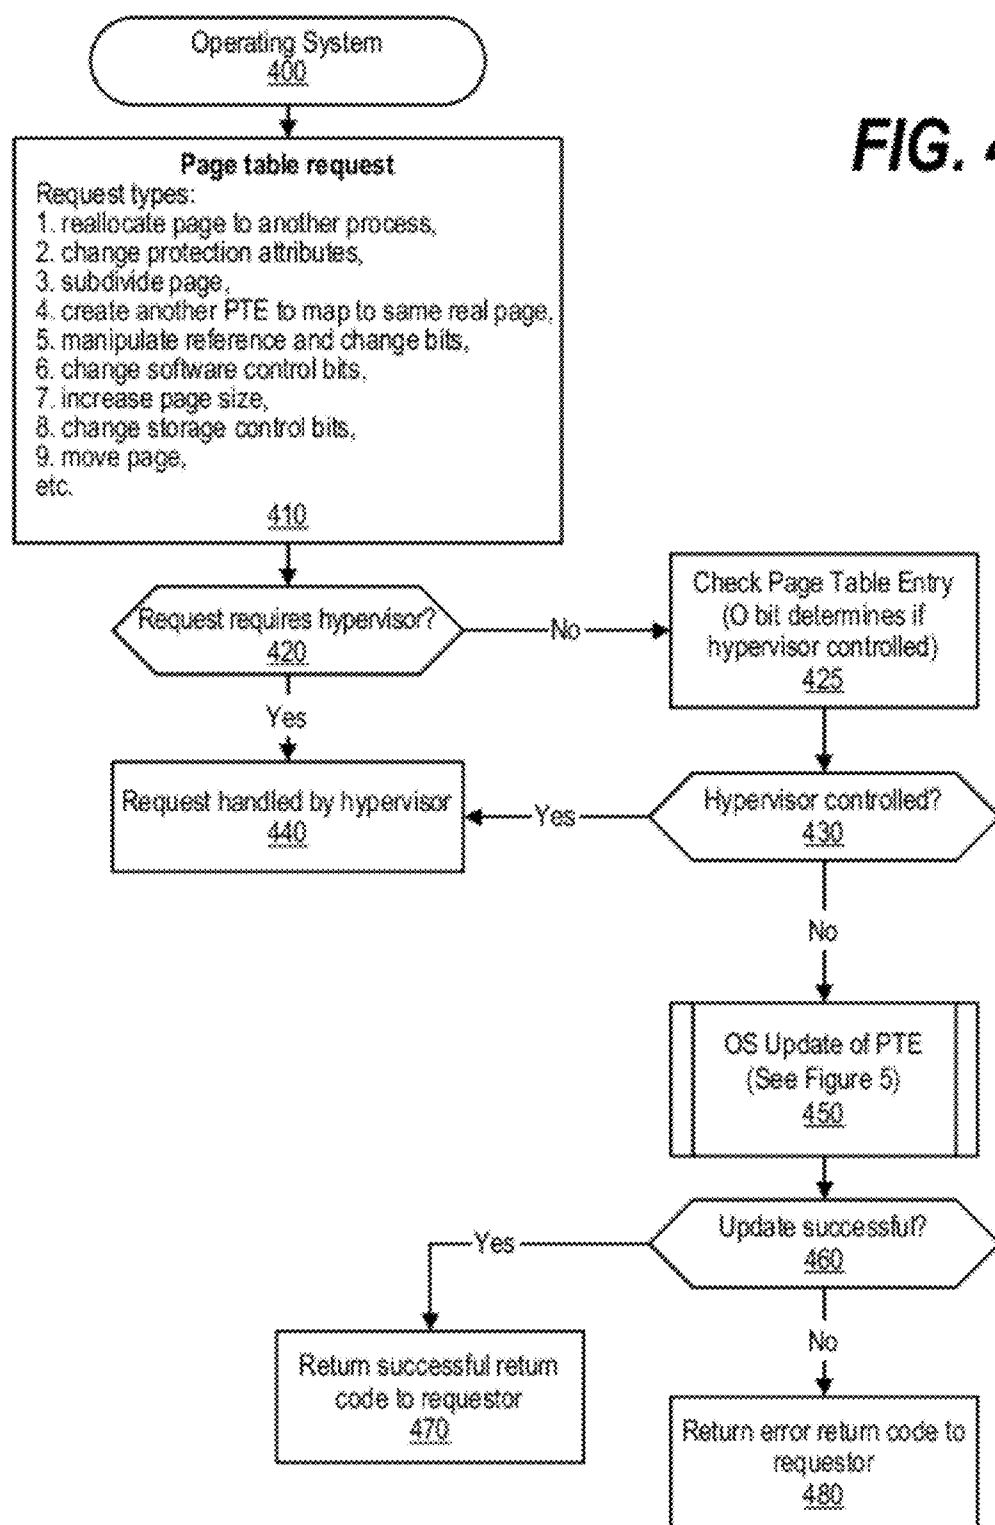 Operating System
400
FIG. 4
Page table request
Request types:
1. reallocate page to another process,
2. change protection attributes,
3. subdivide page,
4. create another PTE to map to same real page,
5. manipulate reference and change bits,
6. change software control bits,
7. increase page size,
8. change storage control bits,
9. move page,
etc.
410
Request requires hypervisor?
420
No
Check Page Table Entry
(O bit determines if
hypervisor controlled)
425
Yes
Request handled by hypervisor
440
Yes
Hypervisor controlled?
430
No
OS Update of PTE
(See Figure 5)
450
Update successful?
460
Yes
No
Return successful return
code to requestor
470
Return error return code to
requestor
480